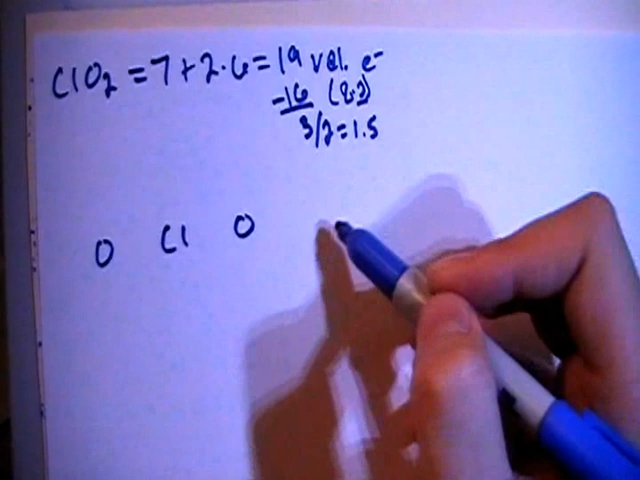 ClO₂ = 7 + 2·6 = 19 val. e⁻
-16 (8·2)
3/2 = 1.5
O Cl O